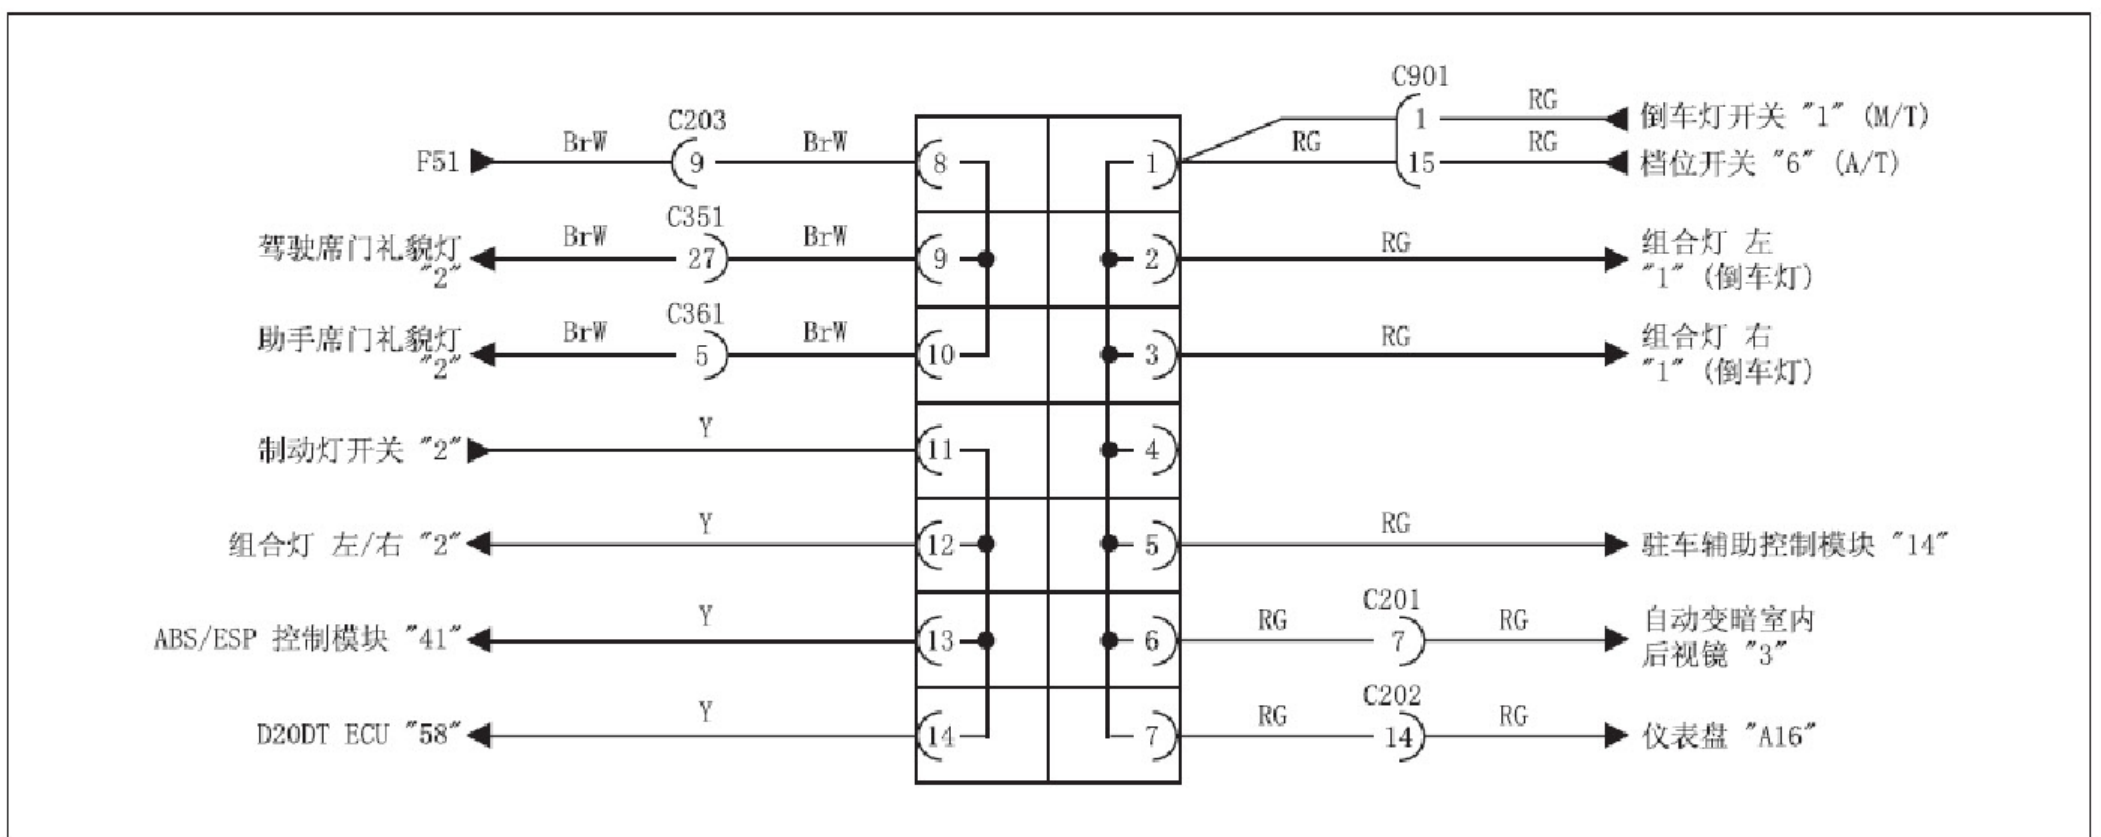 C901
RG
倒车灯开关 "1" (M/T)
C203
BrW
BrW
RG
RG
F51
9
8
1
1
15
档位开关 "6" (A/T)
C351
BrW
BrW
RG
驾驶席门礼貌灯
"2"
27
9
2
组合灯 左
"1" (倒车灯)
C361
BrW
BrW
RG
助手席门礼貌灯
"2"
5
10
3
组合灯 右
"1" (倒车灯)
Y
制动灯开关 "2"
11
4
Y
RG
组合灯 左/右 "2"
12
5
驻车辅助控制模块 "14"
Y
C201
RG
RG
ABS/ESP 控制模块 "41"
13
6
7
自动变暗室内
后视镜 "3"
Y
C202
RG
RG
D20DT ECU "58"
14
7
14
仪表盘 "A16"